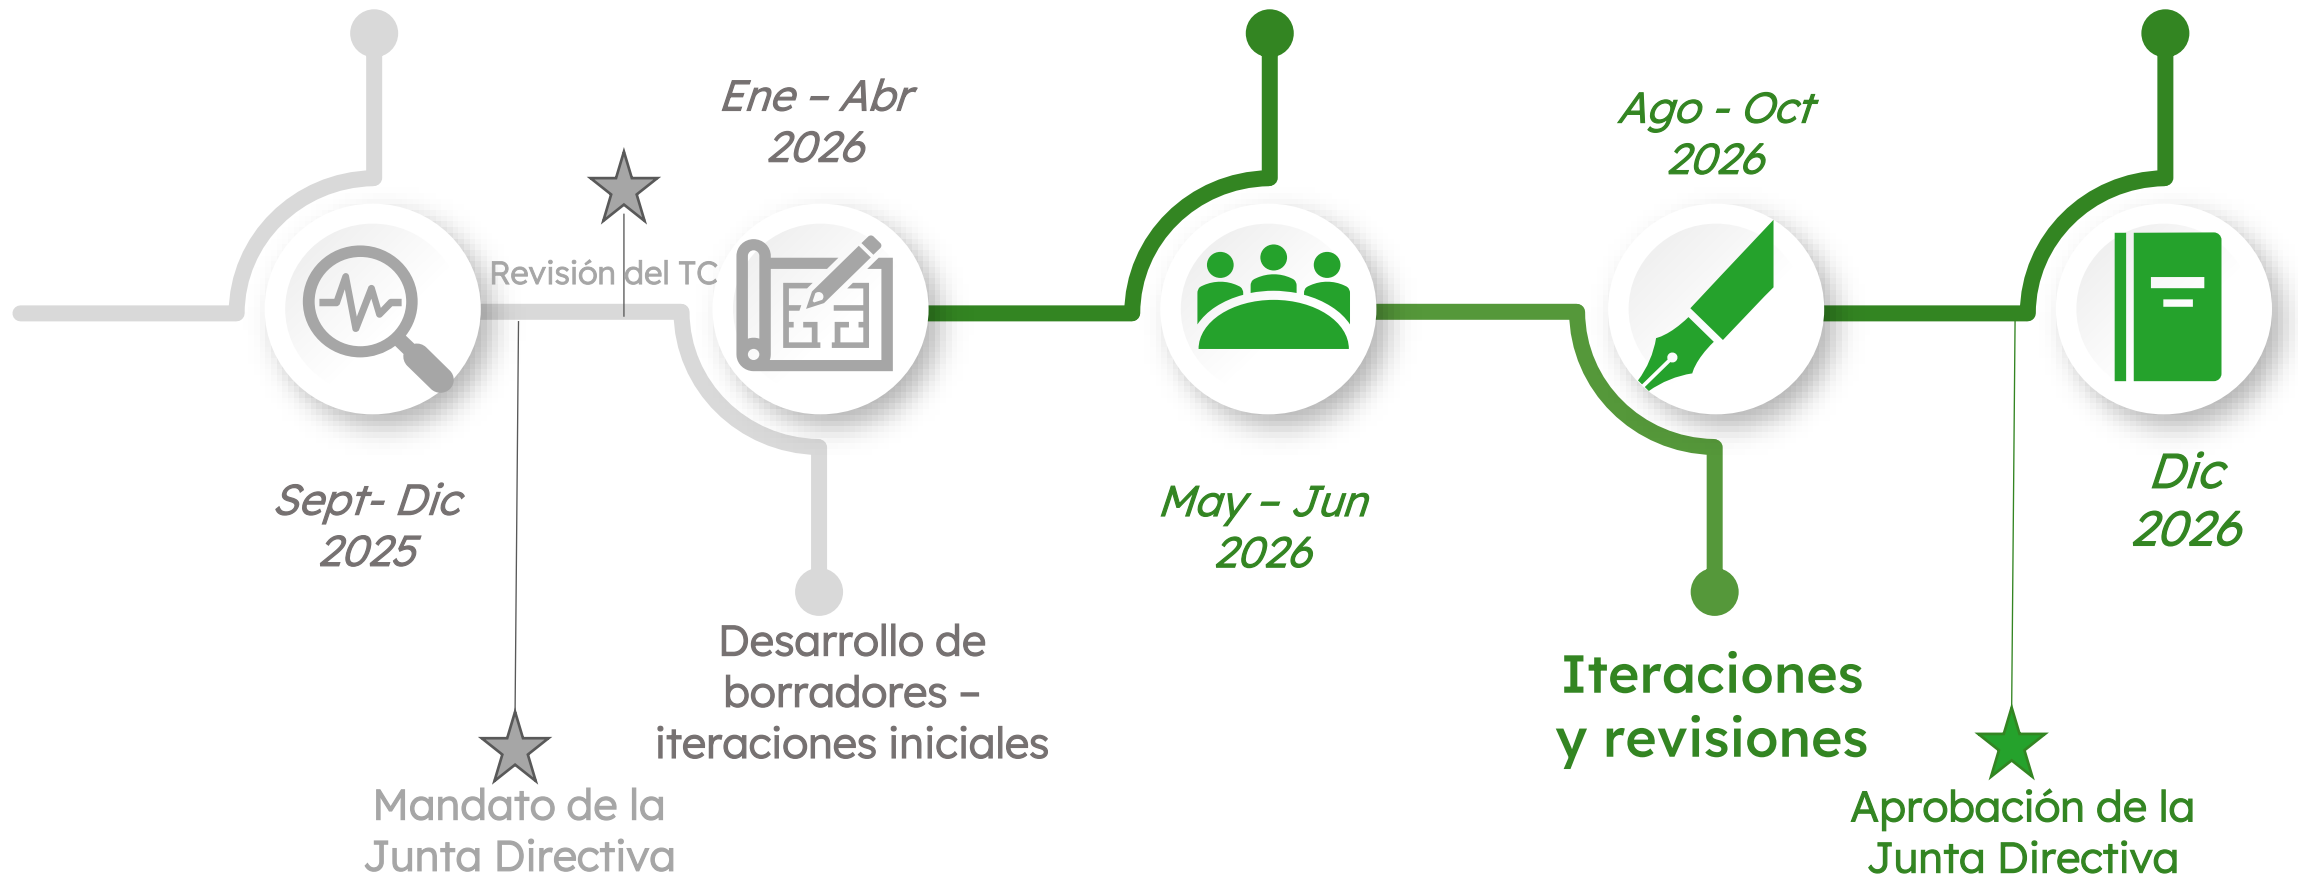 Ene – Abr
2026
Ago - Oct
2026
Revisión del TC
Sept- Dic
2025
May – Jun
2026
Dic
2026
Desarrollo de
borradores –
iteraciones iniciales
Iteraciones
y revisiones
Mandato de la
Junta Directiva
Aprobación de la
Junta Directiva